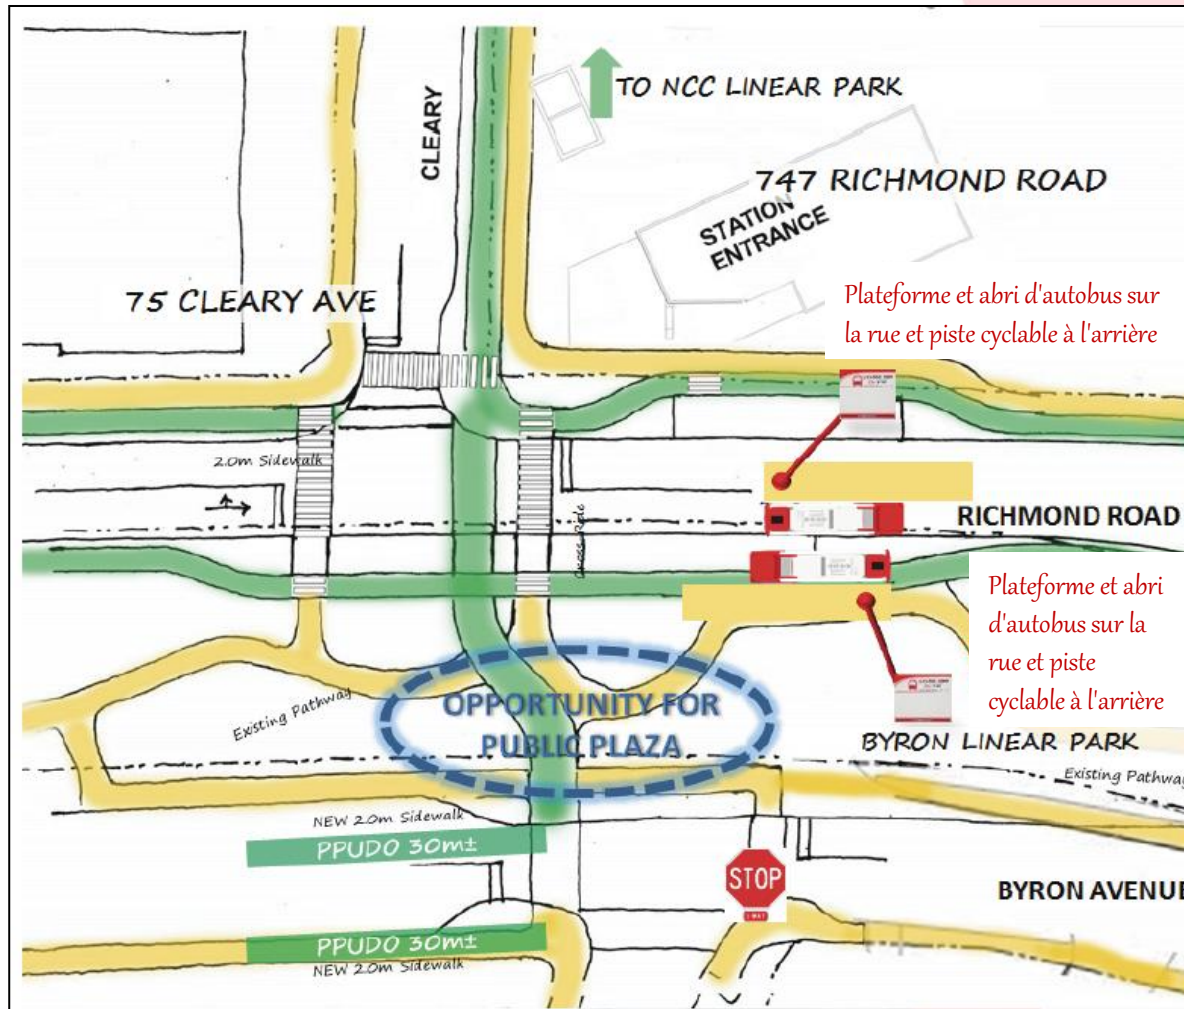 TO NCC LINEAR PARK
CLEARY
747 RICHMOND ROAD
STATION
ENTRANCE
75 CLEARY AVE
Plateforme et abri d'autobus sur
la rue et piste cyclable à l'arrière
2.0m Sidewalk
Cross-Ride
RICHMOND ROAD
Plateforme et abri
d'autobus sur la
rue et piste
cyclable à l'arrière
Existing Pathway
OPPORTUNITY FOR
PUBLIC PLAZA
BYRON LINEAR PARK
Existing Pathway
NEW 2.0m Sidewalk
PPUDO 30m±
STOP
BYRON AVENUE
PPUDO 30m±
NEW 2.0m Sidewalk